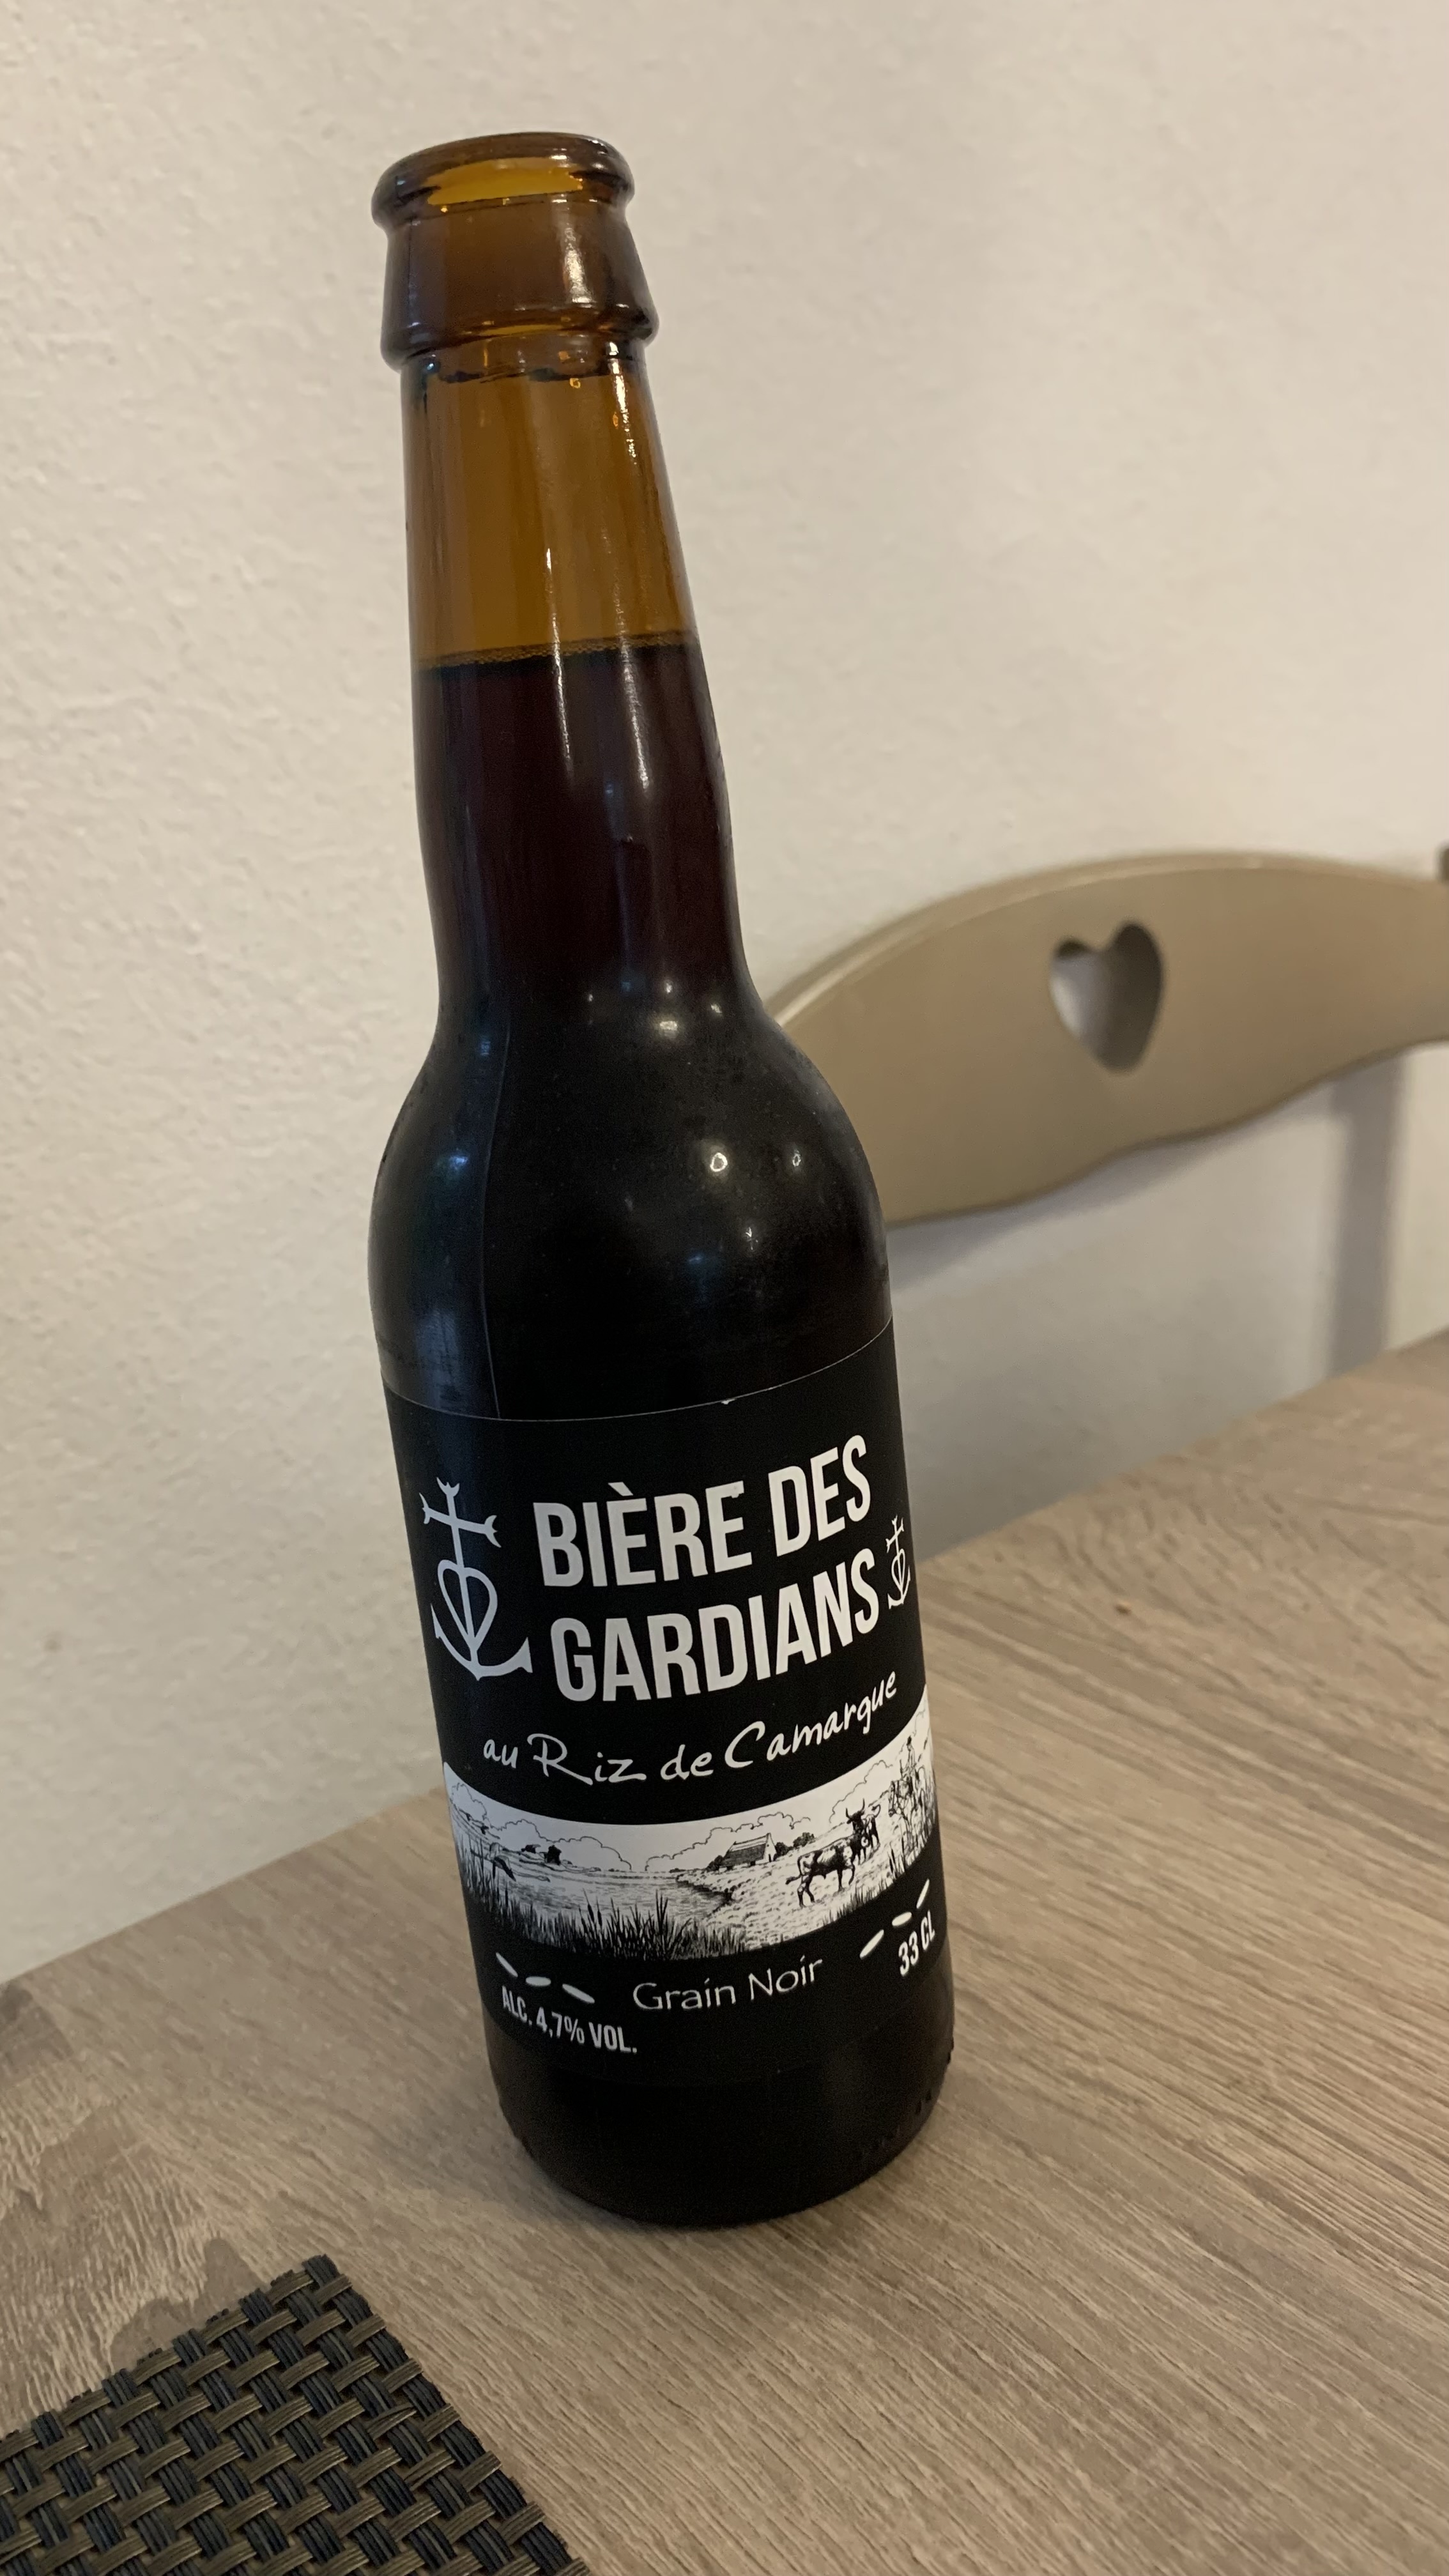 BIÈRE DES
GARDIANS
au Riz de Camargue
Grain Noir
33 CL
ALC. 4,7% VOL.